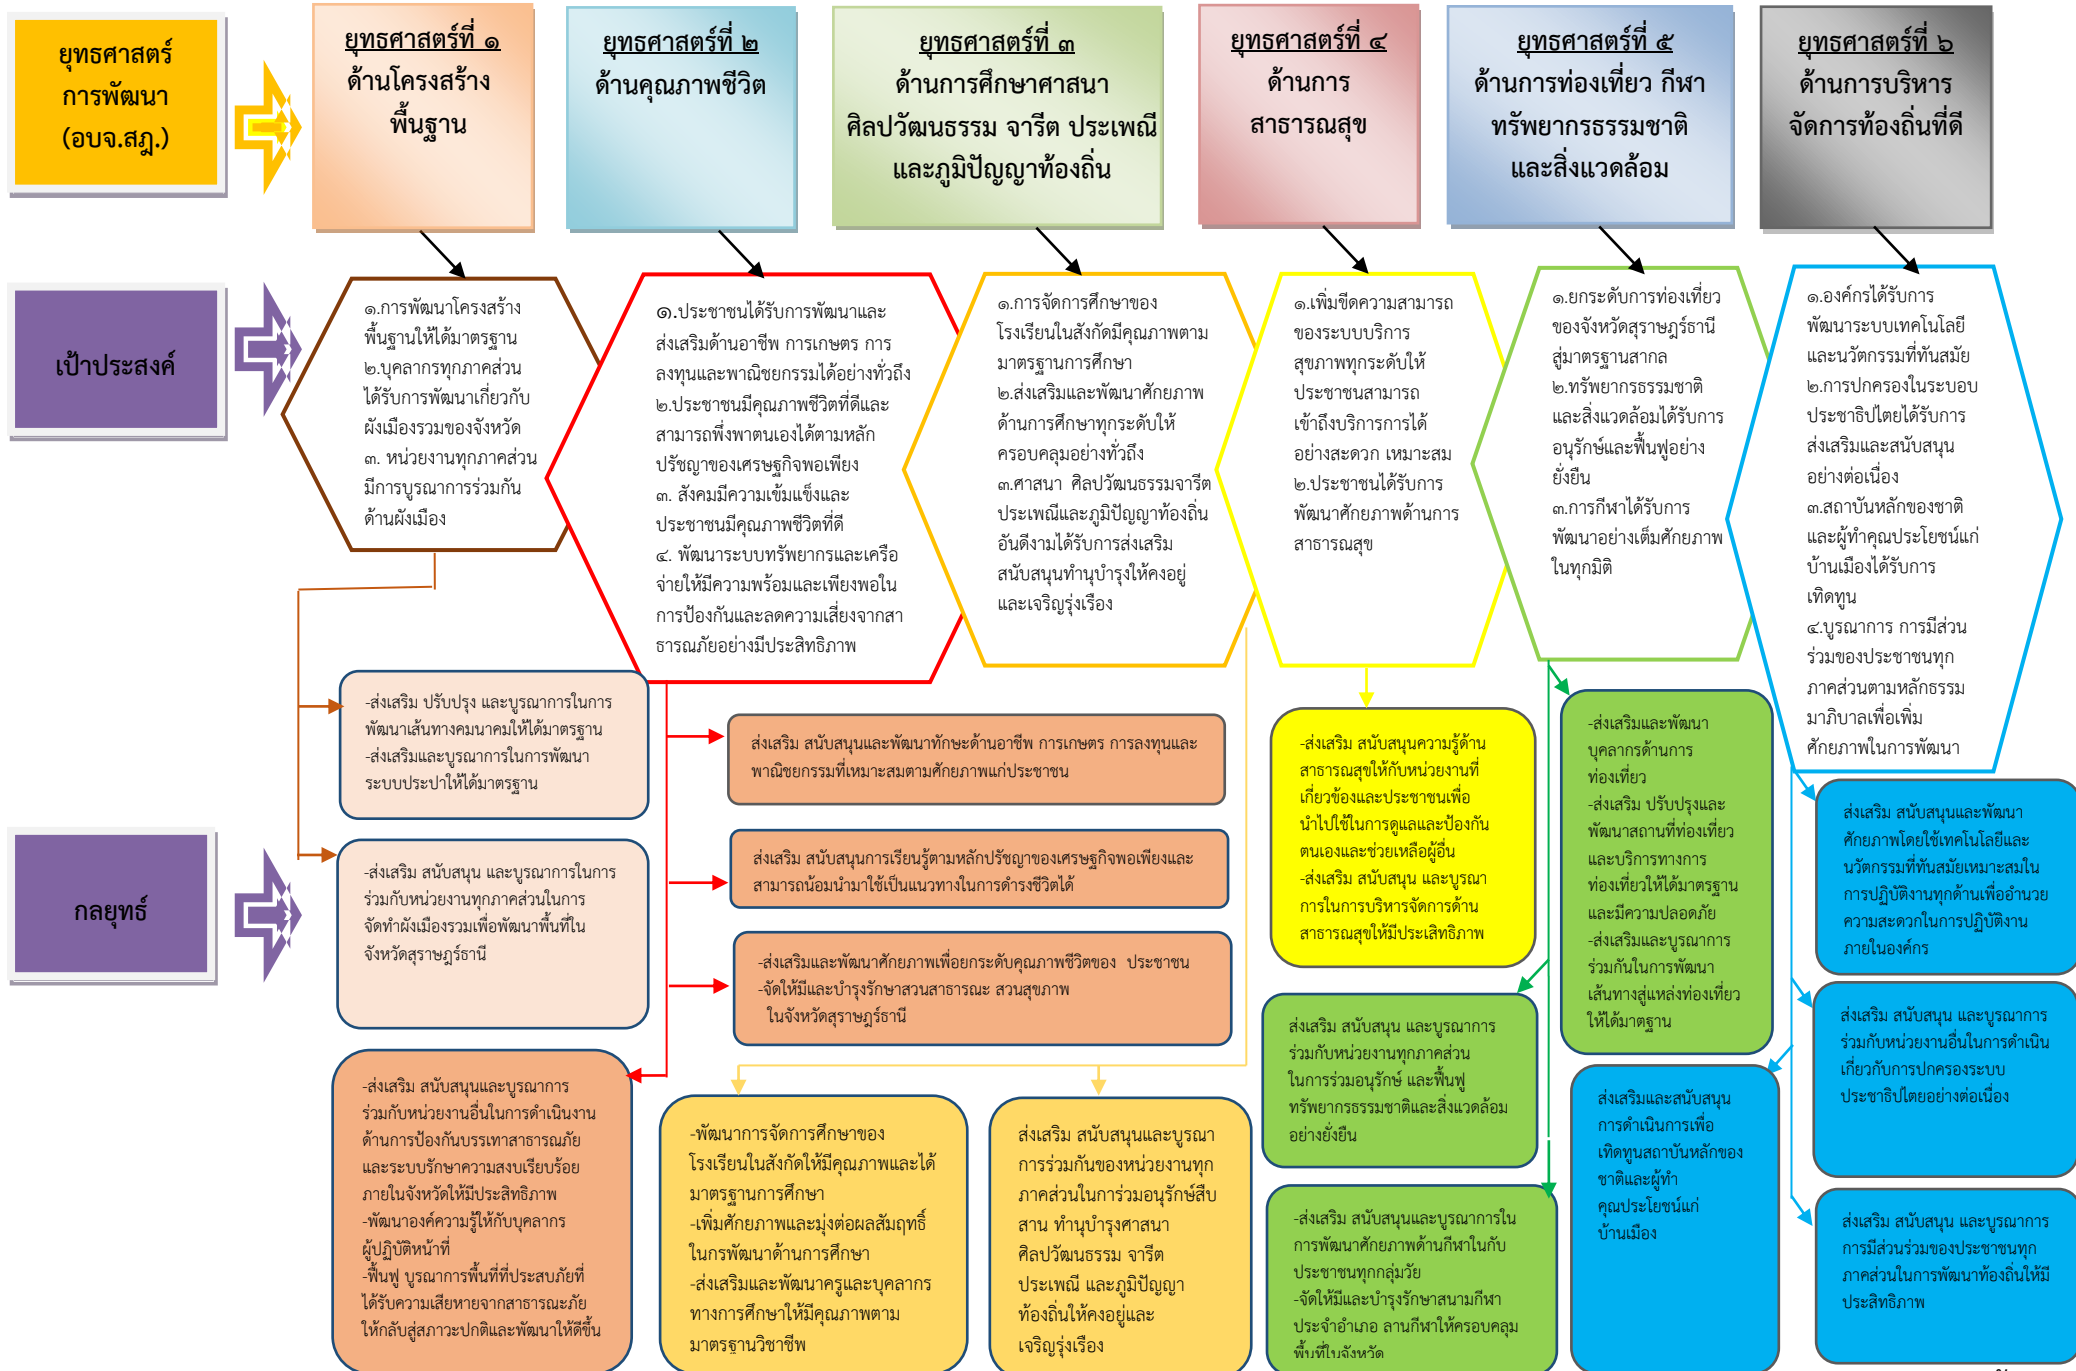 ยุทธศาสตร์
การพัฒนา
(อบจ.สฎ.)
ยุทธศาสตร์ที่ ๑
ด้านโครงสร้าง
พื้นฐาน
ยุทธศาสตร์ที่ ๒
ด้านคุณภาพชีวิต
ยุทธศาสตร์ที่ ๓
ด้านการศึกษาศาสนา
ศิลปวัฒนธรรม จารีต ประเพณี
และภูมิปัญญาท้องถิ่น
ยุทธศาสตร์ที่ ๔
ด้านการ
สาธารณสุข
ยุทธศาสตร์ที่ ๕
ด้านการท่องเที่ยว กีฬา
ทรัพยากรธรรมชาติ
และสิ่งแวดล้อม
ยุทธศาสตร์ที่ ๖
ด้านการบริหาร
จัดการท้องถิ่นที่ดี
เป้าประสงค์
๑.การพัฒนาโครงสร้าง
พื้นฐานให้ได้มาตรฐาน
๒.บุคลากรทุกภาคส่วน
ได้รับการพัฒนาเกี่ยวกับ
ผังเมืองรวมของจังหวัด
๓. หน่วยงานทุกภาคส่วน
มีการบูรณาการร่วมกัน
ด้านผังเมือง
๑.ประชาชนได้รับการพัฒนาและ
ส่งเสริมด้านอาชีพ การเกษตร การ
ลงทุนและพาณิชยกรรมได้อย่างทั่วถึง
๒.ประชาชนมีคุณภาพชีวิตที่ดีและ
สามารถพึ่งพาตนเองได้ตามหลัก
ปรัชญาของเศรษฐกิจพอเพียง
๓. สังคมมีความเข้มแข็งและ
ประชาชนมีคุณภาพชีวิตที่ดี
๔. พัฒนาระบบทรัพยากรและเครือ
จ่ายให้มีความพร้อมและเพียงพอใน
การป้องกันและลดความเสี่ยงจากสา
ธารณภัยอย่างมีประสิทธิภาพ
๑.การจัดการศึกษาของ
โรงเรียนในสังกัดมีคุณภาพตาม
มาตรฐานการศึกษา
๒.ส่งเสริมและพัฒนาศักยภาพ
ด้านการศึกษาทุกระดับให้
ครอบคลุมอย่างทั่วถึง
๓.ศาสนา ศิลปวัฒนธรรมจารีต
ประเพณีและภูมิปัญญาท้องถิ่น
อันดีงามได้รับการส่งเสริม
สนับสนุนทำนุบำรุงให้คงอยู่
และเจริญรุ่งเรือง
๑.เพิ่มขีดความสามารถ
ของระบบบริการ
สุขภาพทุกระดับให้
ประชาชนสามารถ
เข้าถึงบริการการได้
อย่างสะดวก เหมาะสม
๒.ประชาชนได้รับการ
พัฒนาศักยภาพด้านการ
สาธารณสุข
๑.ยกระดับการท่องเที่ยว
ของจังหวัดสุราษฎร์ธานี
สู่มาตรฐานสากล
๒.ทรัพยากรธรรมชาติ
และสิ่งแวดล้อมได้รับการ
อนุรักษ์และฟื้นฟูอย่าง
ยั่งยืน
๓.การกีฬาได้รับการ
พัฒนาอย่างเต็มศักยภาพ
ในทุกมิติ
๑.องค์กรได้รับการ
พัฒนาระบบเทคโนโลยี
และนวัตกรรมที่ทันสมัย
๒.การปกครองในระบอบ
ประชาธิปไตยได้รับการ
ส่งเสริมและสนับสนุน
อย่างต่อเนื่อง
๓.สถาบันหลักของชาติ
และผู้ทำคุณประโยชน์แก่
บ้านเมืองได้รับการ
เทิดทูน
๔.บูรณาการ การมีส่วน
ร่วมของประชาชนทุก
ภาคส่วนตามหลักธรรม
มาภิบาลเพื่อเพิ่ม
ศักยภาพในการพัฒนา
กลยุทธ์
-ส่งเสริม ปรับปรุง และบูรณาการในการ
พัฒนาเส้นทางคมนาคมให้ได้มาตรฐาน
-ส่งเสริมและบูรณาการในการพัฒนา
ระบบประปาให้ได้มาตรฐาน
-ส่งเสริม สนับสนุน และบูรณาการในการ
ร่วมกับหน่วยงานทุกภาคส่วนในการ
จัดทำผังเมืองรวมเพื่อพัฒนาพื้นที่ใน
จังหวัดสุราษฎร์ธานี
ส่งเสริม สนับสนุนและพัฒนาทักษะด้านอาชีพ การเกษตร การลงทุนและ
พาณิชยกรรมที่เหมาะสมตามศักยภาพแก่ประชาชน
ส่งเสริม สนับสนุนการเรียนรู้ตามหลักปรัชญาของเศรษฐกิจพอเพียงและ
สามารถน้อมนำมาใช้เป็นแนวทางในการดำรงชีวิตได้
-ส่งเสริมและพัฒนาศักยภาพเพื่อยกระดับคุณภาพชีวิตของ ประชาชน
-จัดให้มีและบำรุงรักษาสวนสาธารณะ สวนสุขภาพ
ในจังหวัดสุราษฎร์ธานี
-ส่งเสริม สนับสนุนและบูรณาการ
ร่วมกับหน่วยงานอื่นในการดำเนินงาน
ด้านการป้องกันบรรเทาสาธารณภัย
และระบบรักษาความสงบเรียบร้อย
ภายในจังหวัดให้มีประสิทธิภาพ
-พัฒนาองค์ความรู้ให้กับบุคลากร
ผู้ปฏิบัติหน้าที่
-ฟื้นฟู บูรณาการพื้นที่ที่ประสบภัยที่
ได้รับความเสียหายจากสาธารณะภัย
ให้กลับสู่สภาวะปกติและพัฒนาให้ดีขึ้น
-พัฒนาการจัดการศึกษาของ
โรงเรียนในสังกัดให้มีคุณภาพและได้
มาตรฐานการศึกษา
-เพิ่มศักยภาพและมุ่งต่อผลสัมฤทธิ์
ในกรพัฒนาด้านการศึกษา
-ส่งเสริมและพัฒนาครูและบุคลากร
ทางการศึกษาให้มีคุณภาพตาม
มาตรฐานวิชาชีพ
ส่งเสริม สนับสนุนและบูรณา
การร่วมกันของหน่วยงานทุก
ภาคส่วนในการ่วมอนุรักษ์สืบ
สาน ทำนุบำรุงศาสนา
ศิลปวัฒนธรรม จารีต
ประเพณี และภูมิปัญญา
ท้องถิ่นให้คงอยู่และ
เจริญรุ่งเรือง
-ส่งเสริม สนับสนุนความรู้ด้าน
สาธารณสุขให้กับหน่วยงานที่
เกี่ยวข้องและประชาชนเพื่อ
นำไปใช้ในการดูแลและป้องกัน
ตนเองและช่วยเหลือผู้อื่น
-ส่งเสริม สนับสนุน และบูรณา
การในการบริหารจัดการด้าน
สาธารณสุขให้มีประเสิทธิภาพ
-ส่งเสริมและพัฒนา
บุคลากรด้านการ
ท่องเที่ยว
-ส่งเสริม ปรับปรุงและ
พัฒนาสถานที่ท่องเที่ยว
และบริการทางการ
ท่องเที่ยวให้ได้มาตรฐาน
และมีความปลอดภัย
-ส่งเสริมและบูรณาการ
ร่วมกันในการพัฒนา
เส้นทางสู่แหล่งท่องเที่ยว
ให้ได้มาตฐาน
ส่งเสริม สนับสนุน และบูรณาการ
ร่วมกับหน่วยงานทุกภาคส่วน
ในการร่วมอนุรักษ์ และฟื้นฟู
ทรัพยากรธรรมชาติและสิ่งแวดล้อม
อย่างยั่งยืน
-ส่งเสริม สนับสนุนและบูรณาการใน
การพัฒนาศักยภาพด้านกีฬาในกับ
ประชาชนทุกกลุ่มวัย
-จัดให้มีและบำรุงรักษาสนามกีฬา
ประจำอำเภอ ลานกีฬาให้ครอบคลุม
พื้นที่ในจังหวัด
ส่งเสริม สนับสนุนและพัฒนา
ศักยภาพโดยใช้เทคโนโลยีและ
นวัตกรรมที่ทันสมัยเหมาะสมใน
การปฏิบัติงานทุกด้านเพื่ออำนวย
ความสะดวกในการปฏิบัติงาน
ภายในองค์กร
ส่งเสริม สนับสนุน และบูรณาการ
ร่วมกับหน่วยงานอื่นในการดำเนิน
เกี่ยวกับการปกครองระบบ
ประชาธิปไตยอย่างต่อเนื่อง
ส่งเสริมและสนับสนุน
การดำเนินการเพื่อ
เทิดทูนสถาบันหลักของ
ชาติและผู้ทำ
คุณประโยชน์แก่
บ้านเมือง
ส่งเสริม สนับสนุน และบูรณาการ
การมีส่วนร่วมของประชาชนทุก
ภาคส่วนในการพัฒนาท้องถิ่นให้มี
ประสิทธิภาพ